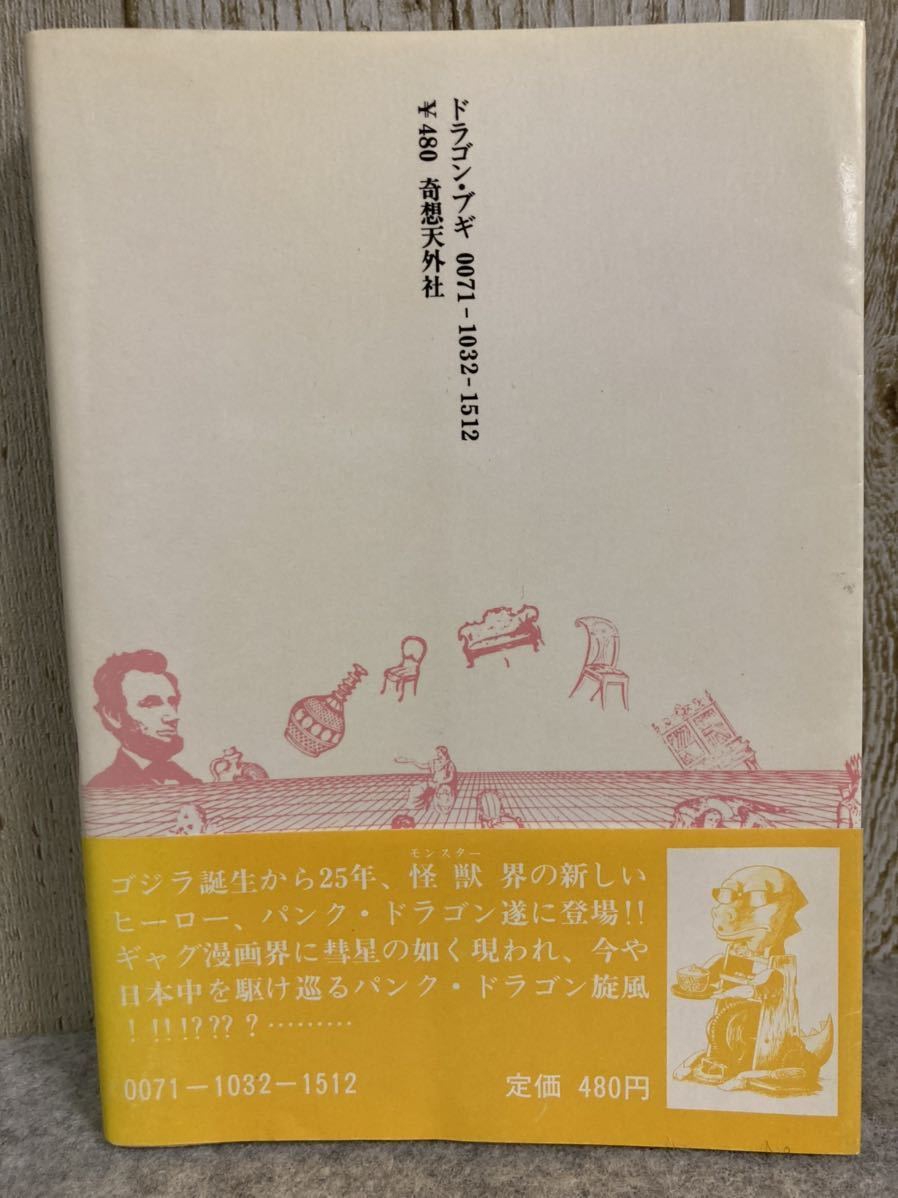 ドラゴン・ブギ 0071-1032-1512
￥480 奇想天外社
ゴジラ誕生から25年、怪獣界の新しい
モンスター
ヒーロー、パンク・ドラゴン遂に登場!!
ギャグ漫画界に彗星の如く現われ、今や
日本中を駆け巡るパンク・ドラゴン旋風
！!!!???？………
0071-1032-1512
定価 480円